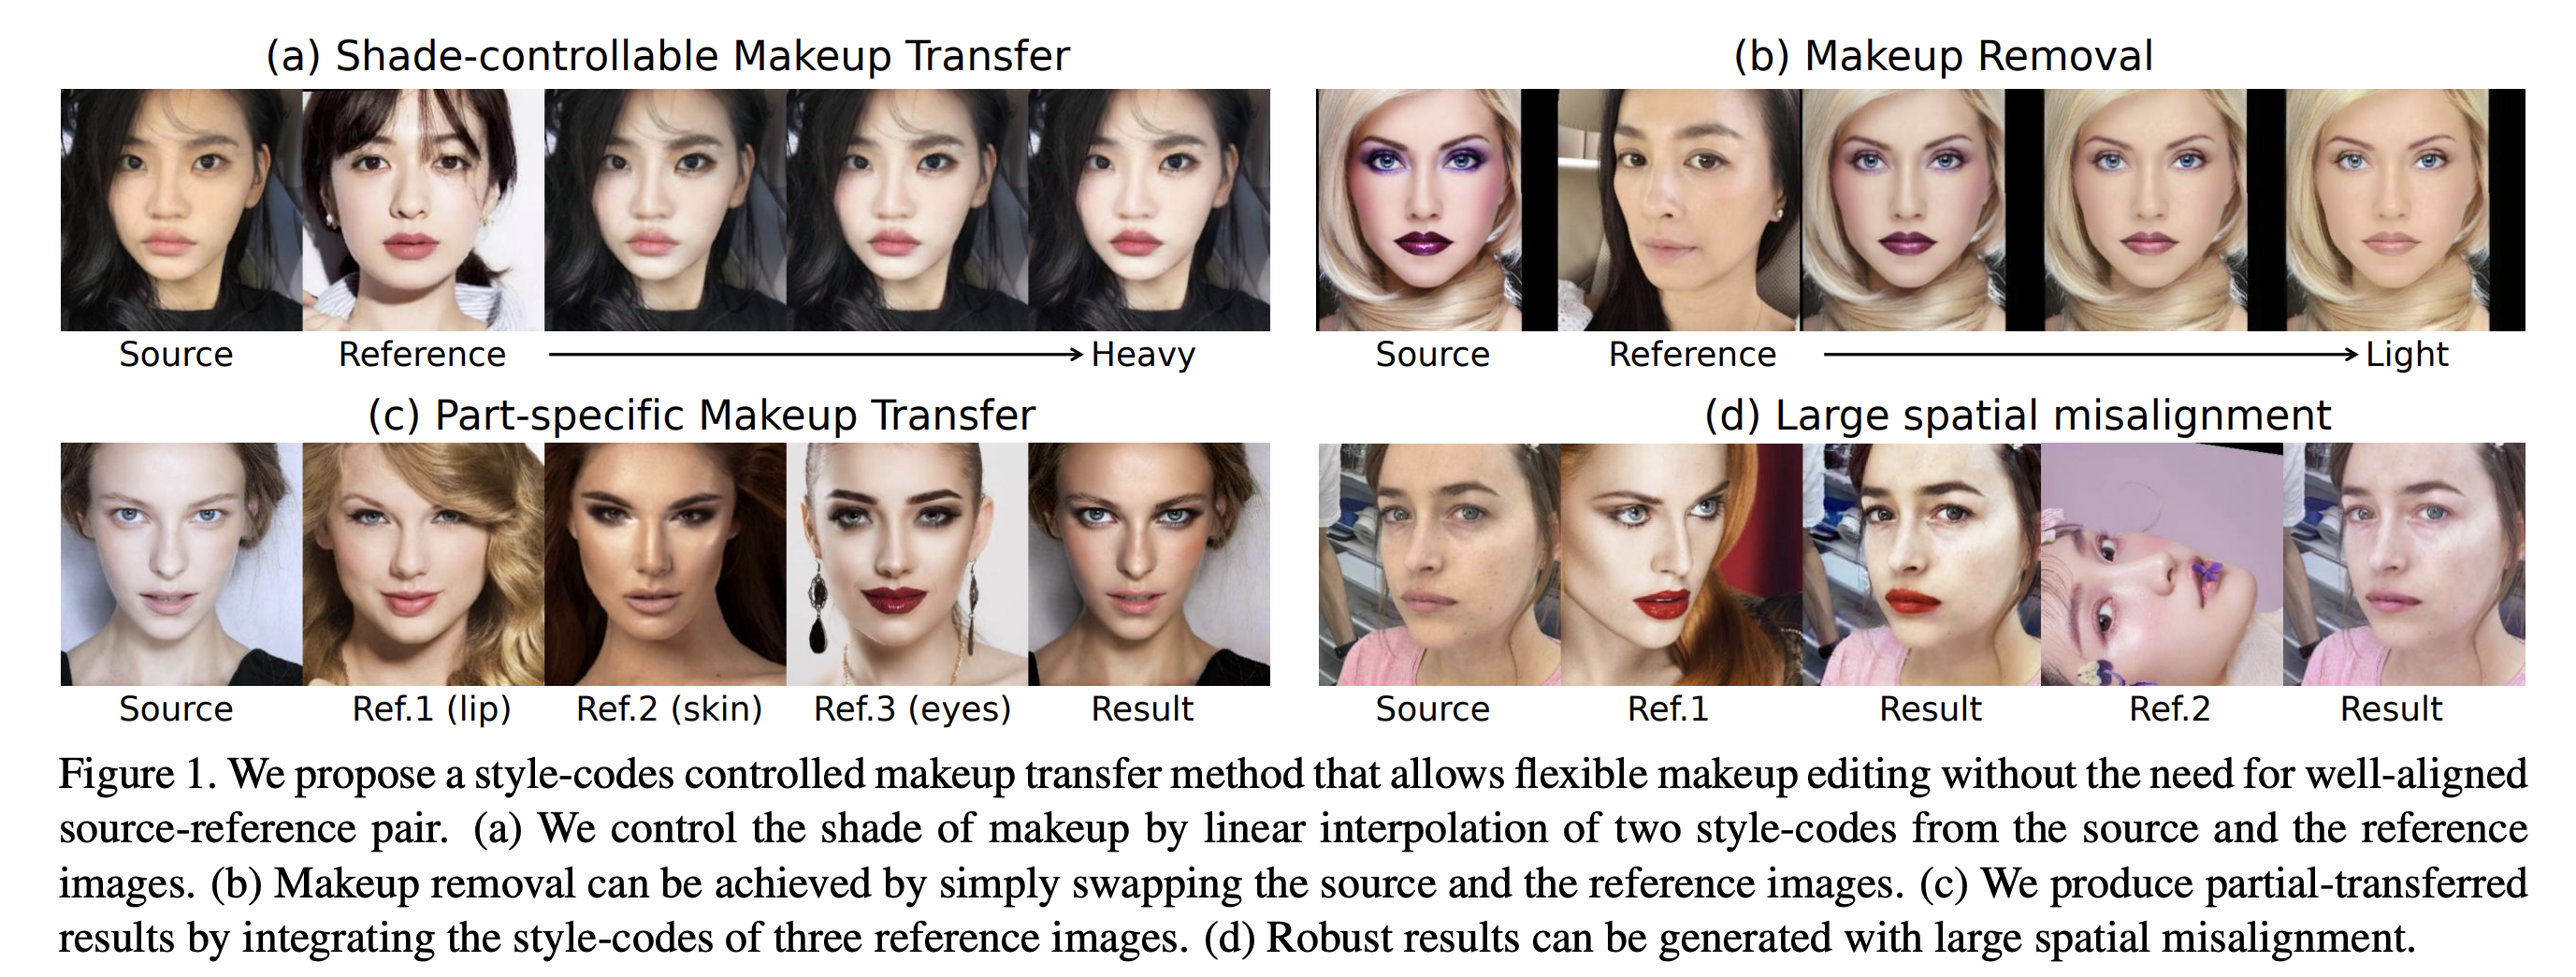 (a) Shade-controllable Makeup Transfer
Source
Reference
Heavy
(b) Makeup Removal
Source
Reference
Light
(c) Part-specific Makeup Transfer
Source
Ref.1 (lip)
Ref.2 (skin)
Ref.3 (eyes)
Result
(d) Large spatial misalignment
Source
Ref.1
Result
Ref.2
Result
Figure 1. We propose a style-codes controlled makeup transfer method that allows flexible makeup editing without the need for well-aligned
source-reference pair. (a) We control the shade of makeup by linear interpolation of two style-codes from the source and the reference
images. (b) Makeup removal can be achieved by simply swapping the source and the reference images. (c) We produce partial-transferred
results by integrating the style-codes of three reference images. (d) Robust results can be generated with large spatial misalignment.